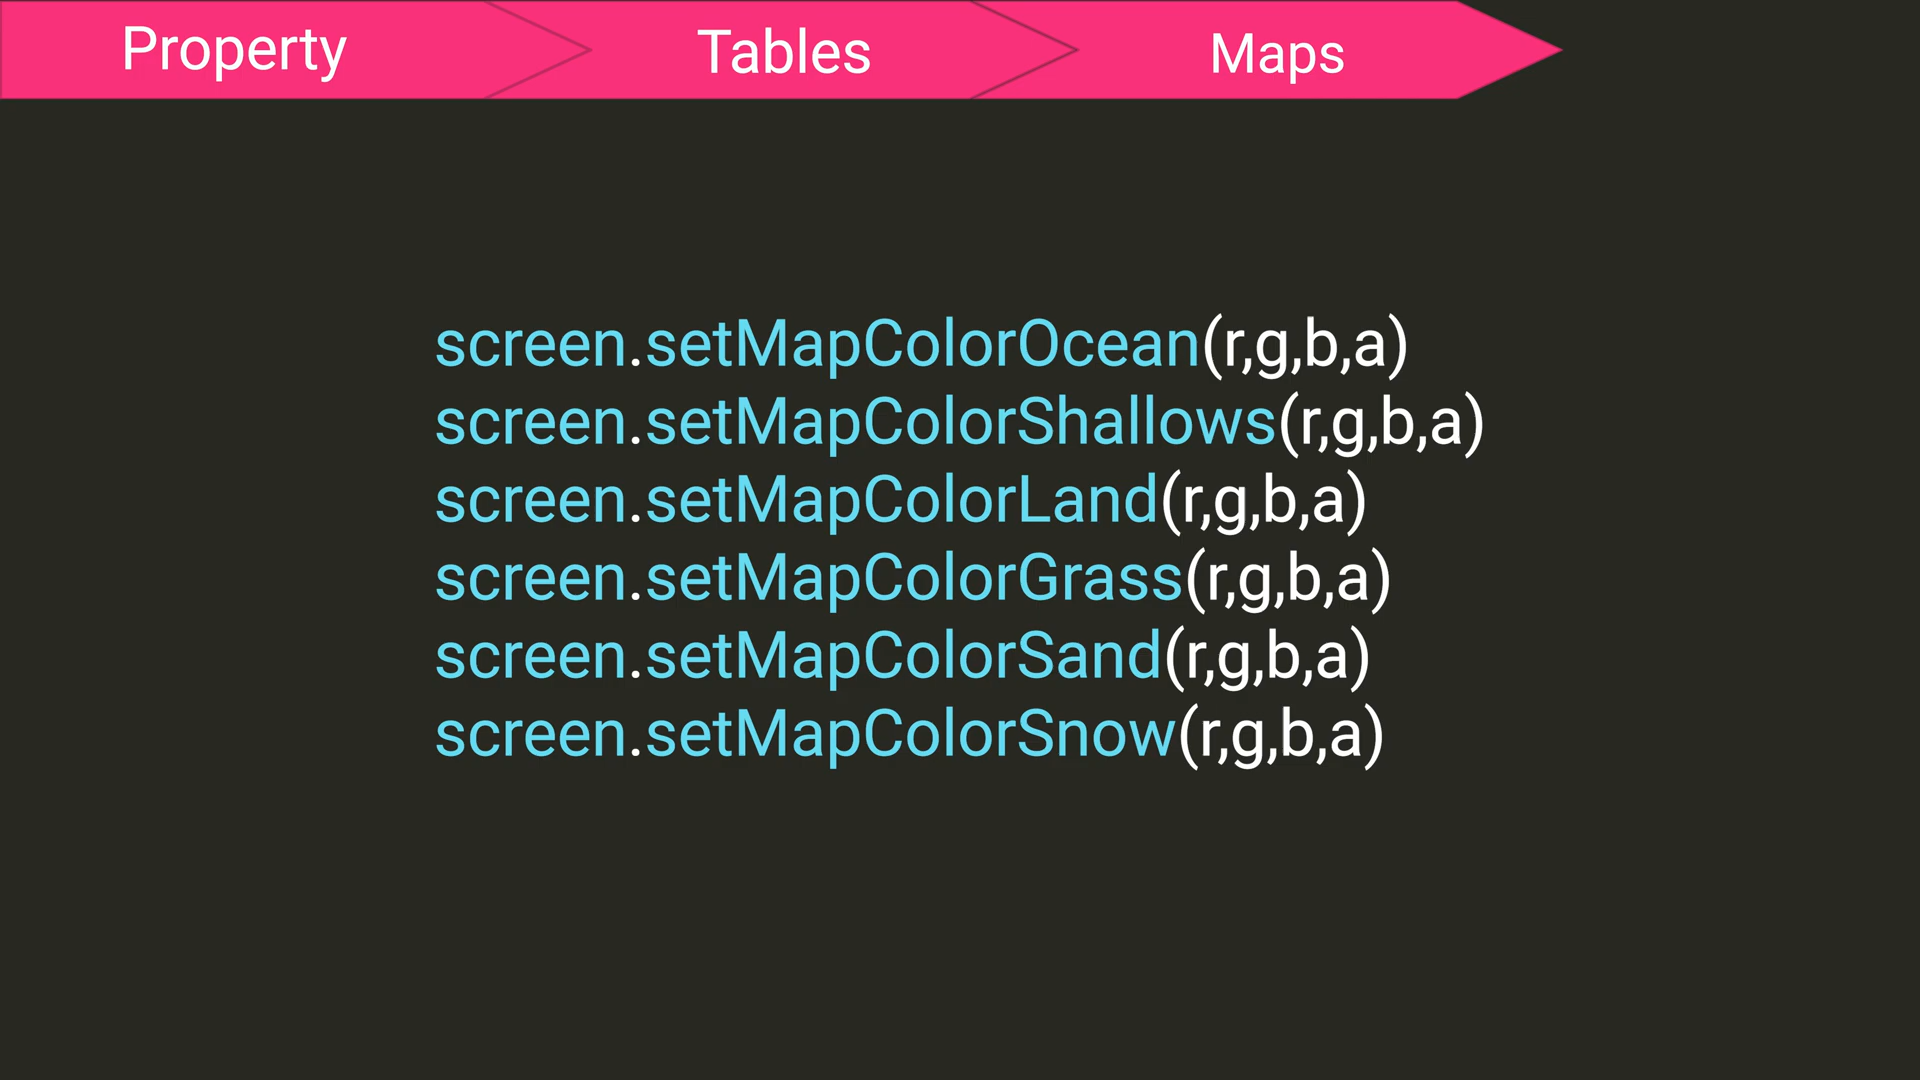 Property
Tables
Maps
screen.setMapColorOcean(r,g,b,a)
screen.setMapColorShallows(r,g,b,a)
screen.setMapColorLand(r,g,b,a)
screen.setMapColorGrass(r,g,b,a)
screen.setMapColorSand(r,g,b,a)
screen.setMapColorSnow(r,g,b,a)